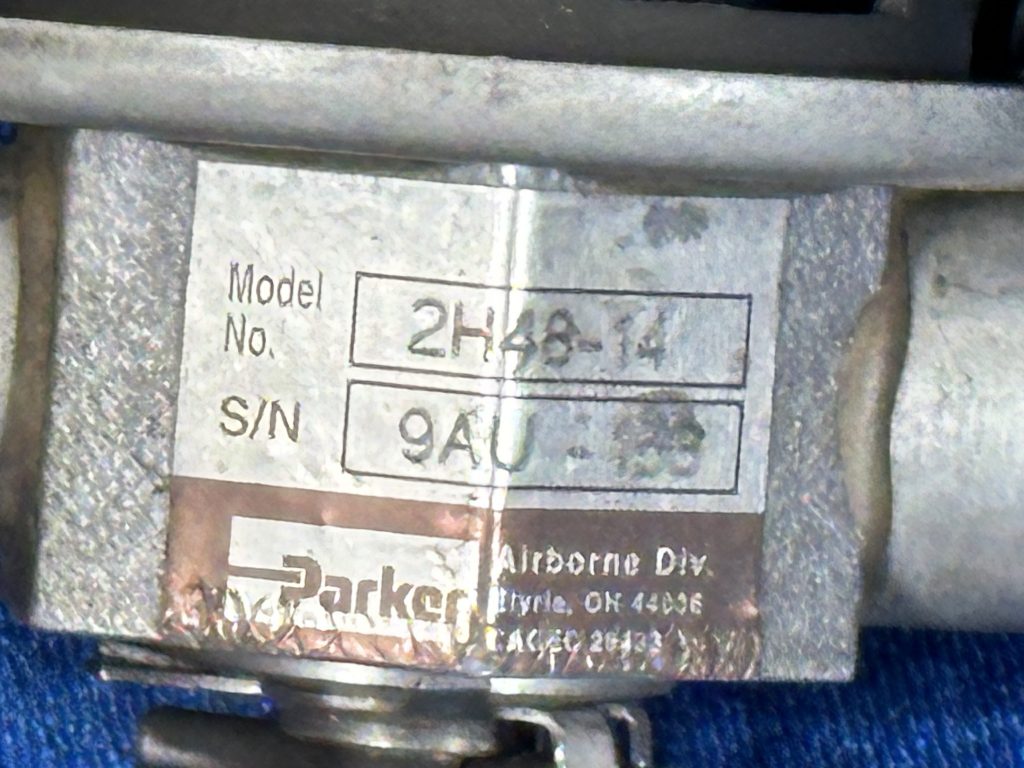 Model No.
2H48-14
S/N
9AU -
Parker
Airborne Div.
Elyria, OH 44036